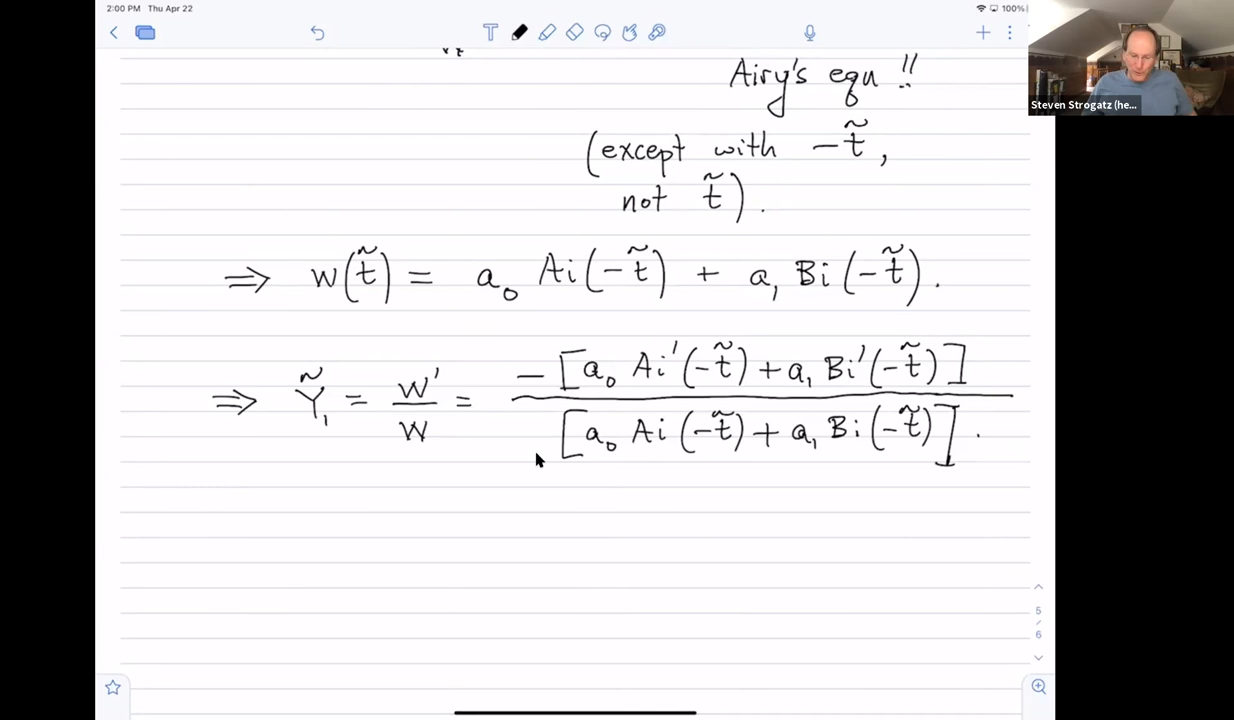 2:00 PM Thu Apr 22
100%
Steven Strogatz (he...
Airy's equ !!
(except with -t̃,
not t̃).
⇒ w(t̃) = a₀ Ai(-t̃) + a₁ Bi(-t̃).
⇒ Ỹ₁ = w'/w = -[a₀ Ai'(-t̃) + a₁ Bi'(-t̃)] / [a₀ Ai(-t̃) + a₁ Bi(-t̃)].
5
/
6